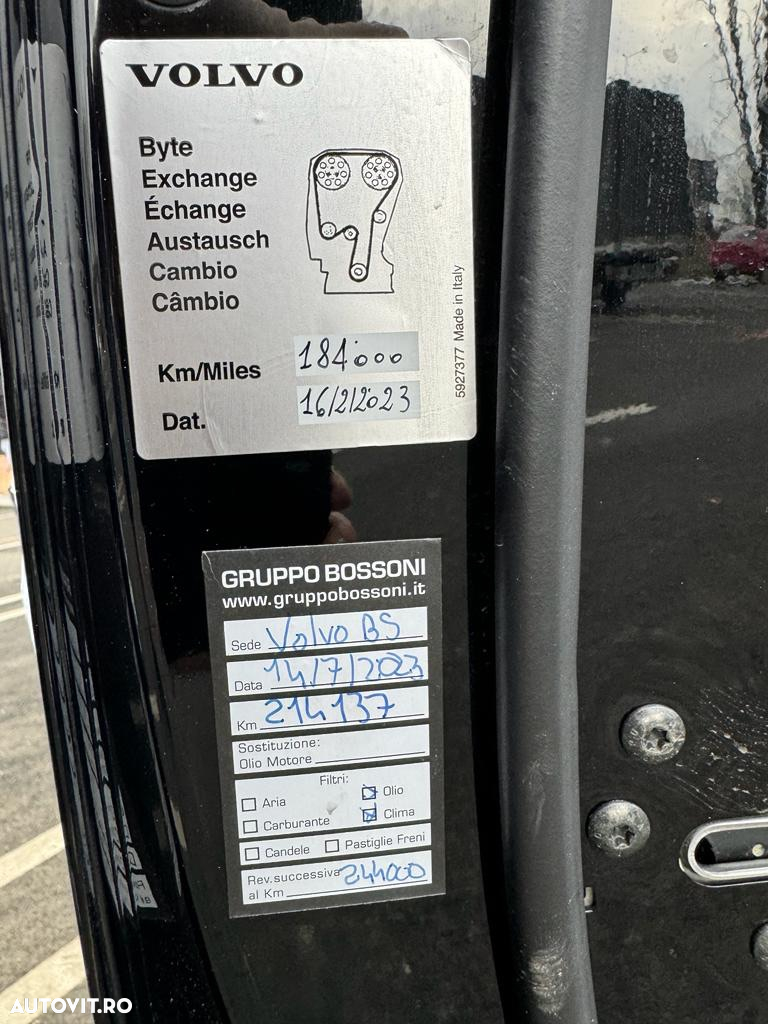 VOLVO
Byte
Exchange
Échange
Austausch
Cambio
Câmbio
Km/Miles 184.000
Dat. 16/2/2023
5927377 Made in Italy
GRUPPO BOSSONI
www.gruppobossoni.it
Sede Volvo BS
Data 14/7/2023
Km 214137
Sostituzione:
Olio Motore
Filtri:
Aria Olio
Carburante Clima
Candele Pastiglie Freni
Rev.successiva 244000
al Km
AUTOVIT.RO